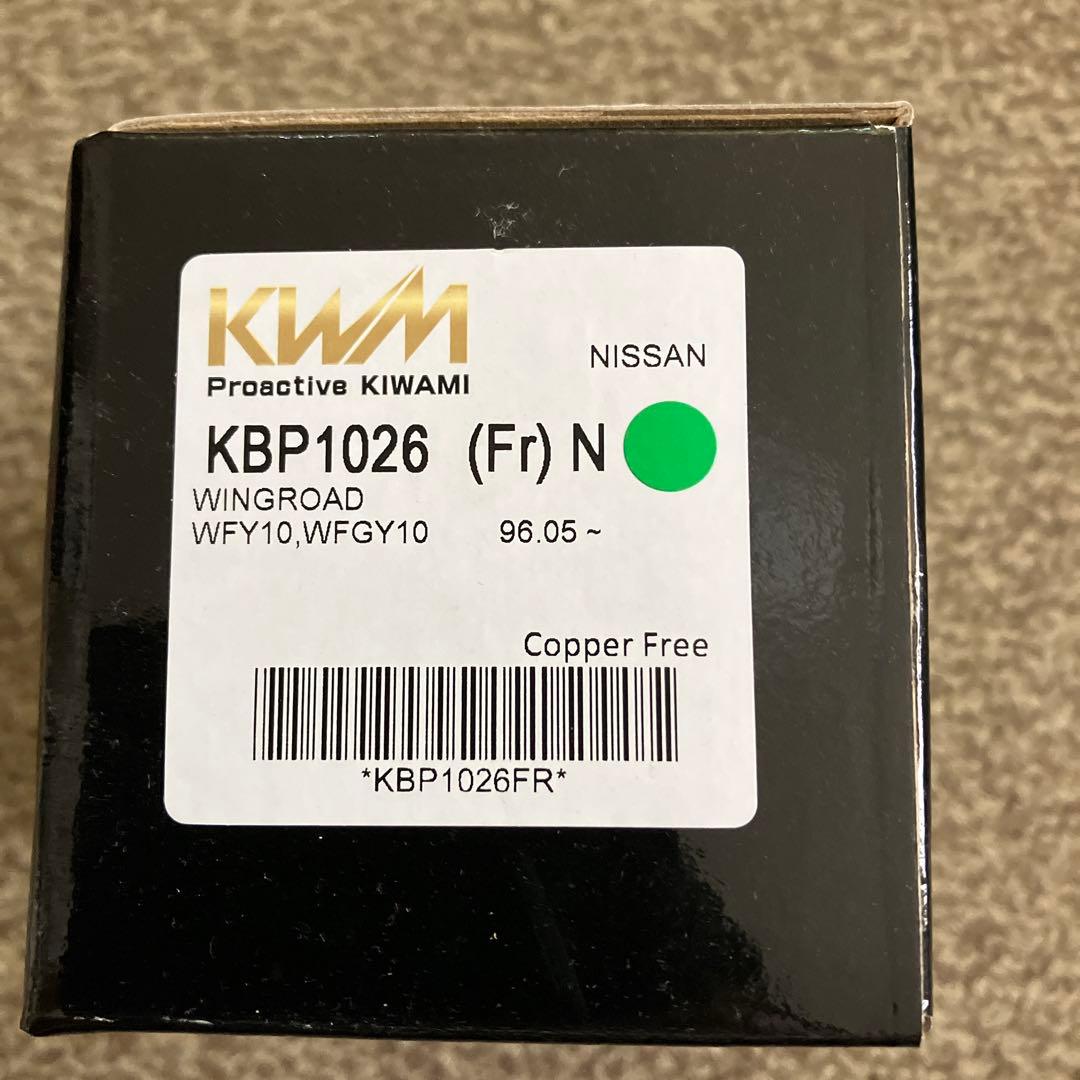 KWM
Proactive KIWAMI
NISSAN
KBP1026 (Fr) N
WINGROAD
WFY10,WFGY10 96.05 ~
Copper Free
*KBP1026FR*